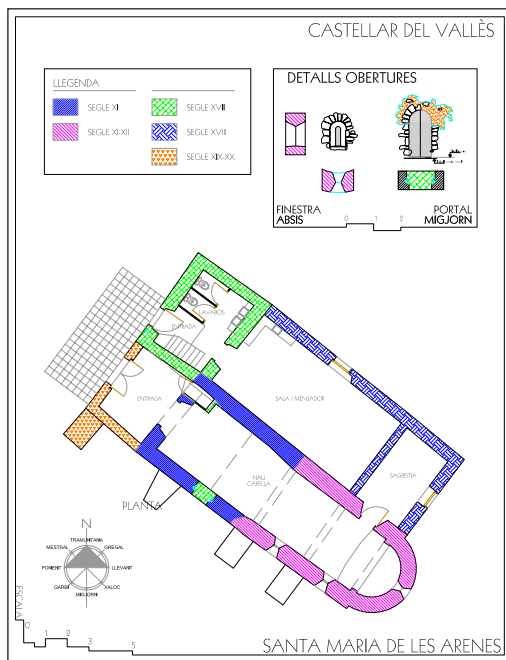 CASTELLAR DEL VALLÈS
LLEGENDA
SEGLE XI
SEGLE XI-XII
SEGLE XVII
SEGLE XVIII
SEGLE XIX-XX
DETALLS OBERTURES
FINESTRA
ABSIS
0 1 2
PORTAL
MIGJORN
LAVABOS
ENTRADA
ENTRADA
SALA / MENJADOR
NAU
CAPELLA
SAGRISTIA
PLANTA
N
TRAMUNTANA
MESTRAL
GREGAL
PONENT
LLEVANT
GARBÍ
XALOC
MIGJORN
ESCALA
0 1 2 3 5
SANTA MARIA DE LES ARENES